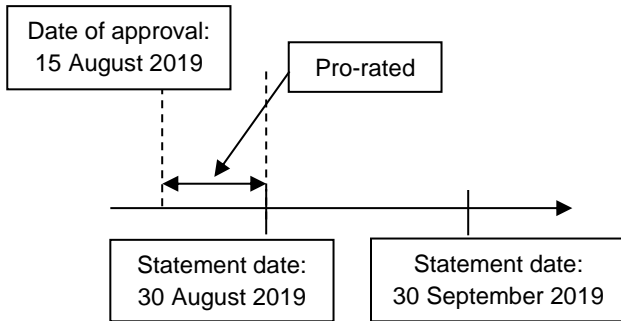 Date of approval:
15 August 2019
Pro-rated
Statement date:
30 August 2019
Statement date:
30 September 2019